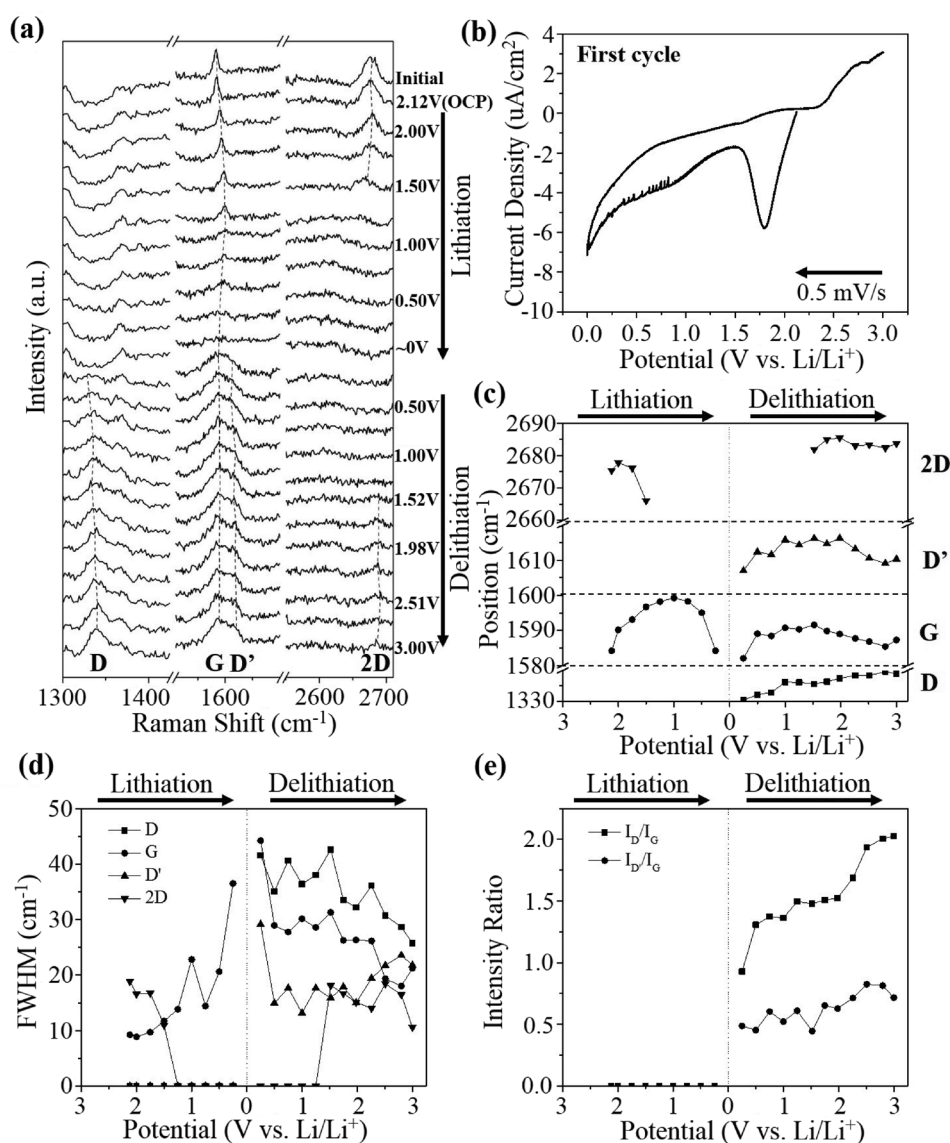 (a)
Initial
2.12V(OCP)
2.00V
1.50V
1.00V
0.50V
~0V
0.50V
1.00V
1.52V
1.98V
2.51V
3.00V
Lithiation
Delithiation
Intensity (a.u.)
D
G
D'
2D
1300
1400
1600
2600
2700
Raman Shift (cm⁻¹)
(b)
First cycle
4
2
0
-2
-4
-6
-8
-10
Current Density (uA/cm²)
0.5 mV/s
0.0
0.5
1.0
1.5
2.0
2.5
3.0
Potential (V vs. Li/Li⁺)
(c)
Lithiation
Delithiation
2690
2680
2670
2660
1610
1600
1590
1580
1330
Position (cm⁻¹)
2D
D'
G
D
3
2
1
0
1
2
3
Potential (V vs. Li/Li⁺)
(d)
Lithiation
Delithiation
50
40
30
20
10
0
FWHM (cm⁻¹)
D
G
D'
2D
3
2
1
0
1
2
3
Potential (V vs. Li/Li⁺)
(e)
Lithiation
Delithiation
2.0
1.5
1.0
0.5
0.0
Intensity Ratio
I_D/I_G
I_D'/I_G
3
2
1
0
1
2
3
Potential (V vs. Li/Li⁺)